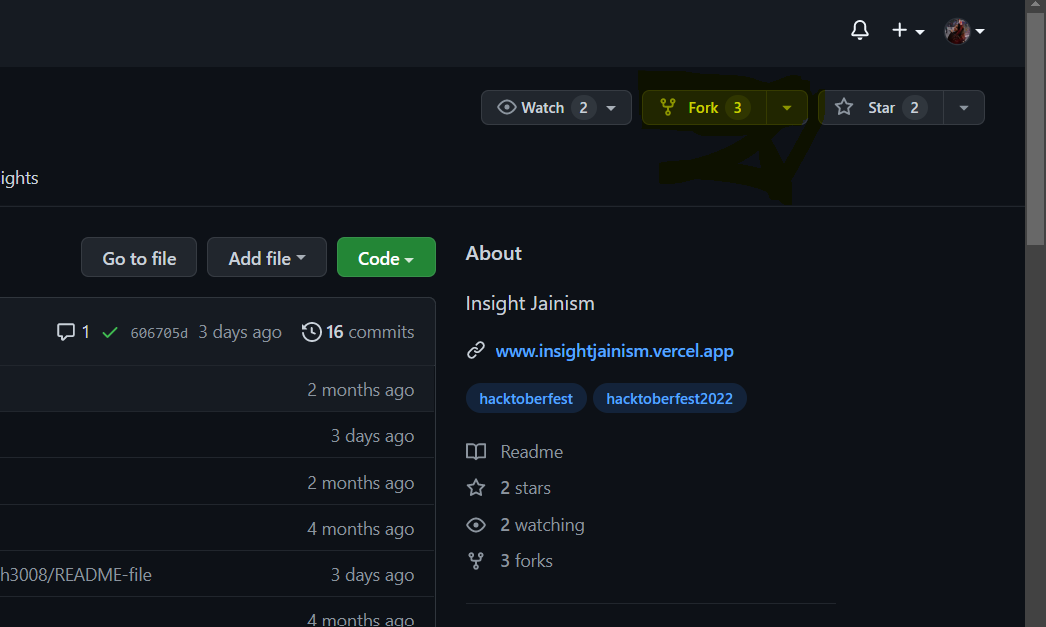 Watch 2 Fork 3 Star 2
ights
Go to file Add file Code
About
Insight Jainism
1 606705d 3 days ago 16 commits
www.insightjainism.vercel.app
2 months ago
hacktoberfest hacktoberfest2022
3 days ago
Readme
2 months ago
2 stars
4 months ago
2 watching
3 forks
h3008/README-file 3 days ago
4 months ago